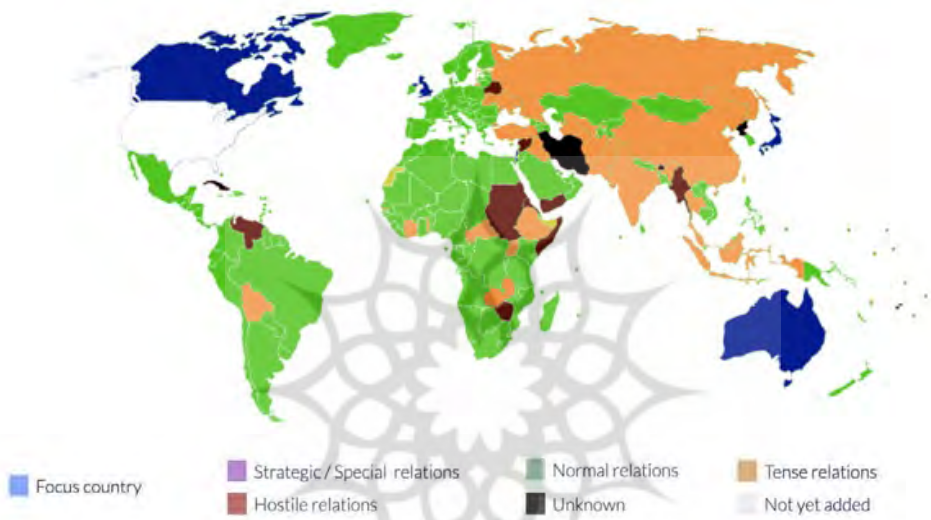 Focus country
Strategic / Special relations
Normal relations
Tense relations
Hostile relations
Unknown
Not yet added